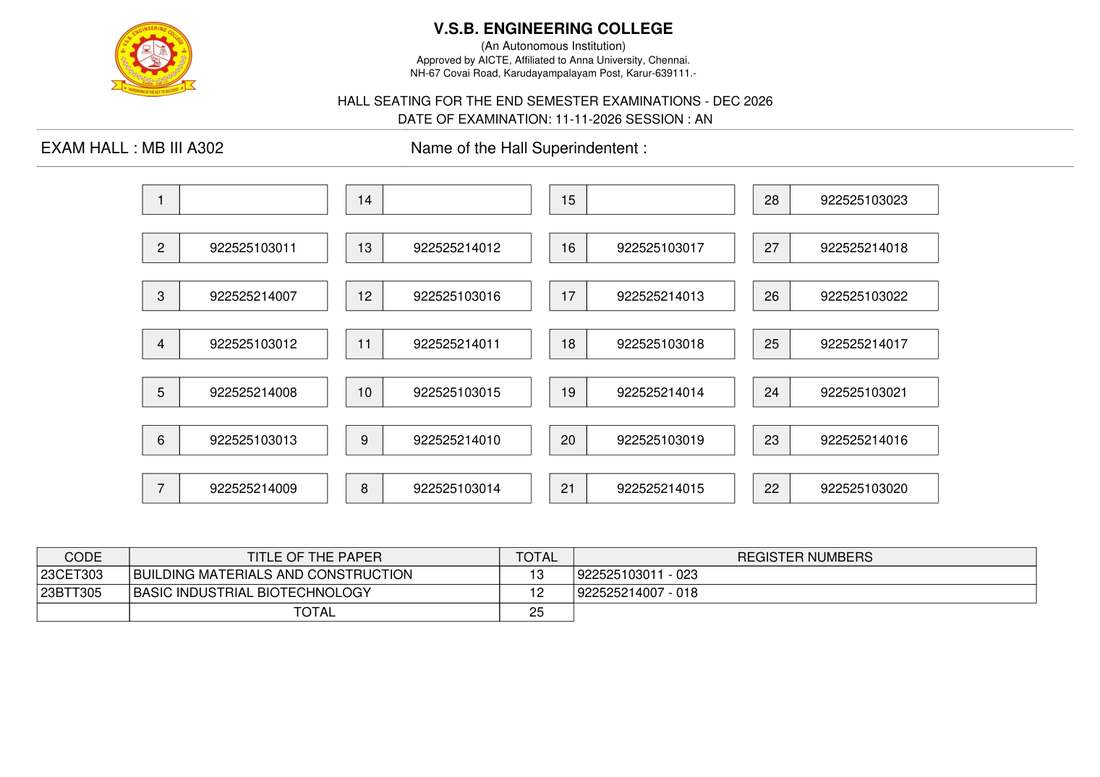 V.S.B. ENGINEERING COLLEGE
(An Autonomous Institution)
Approved by AICTE, Affiliated to Anna University, Chennai.
NH-67 Covai Road, Karudayampalayam Post, Karur-639111.-
HALL SEATING FOR THE END SEMESTER EXAMINATIONS - DEC 2026
DATE OF EXAMINATION: 11-11-2026 SESSION : AN
EXAM HALL : MB III A302 Name of the Hall Superindentent :
1 14 15 28 922525103023
2 922525103011 13 922525214012 16 922525103017 27 922525214018
3 922525214007 12 922525103016 17 922525214013 26 922525103022
4 922525103012 11 922525214011 18 922525103018 25 922525214017
5 922525214008 10 922525103015 19 922525214014 24 922525103021
6 922525103013 9 922525214010 20 922525103019 23 922525214016
7 922525214009 8 922525103014 21 922525214015 22 922525103020
CODE TITLE OF THE PAPER TOTAL REGISTER NUMBERS
23CET303 BUILDING MATERIALS AND CONSTRUCTION 13 922525103011 - 023
23BTT305 BASIC INDUSTRIAL BIOTECHNOLOGY 12 922525214007 - 018
TOTAL 25